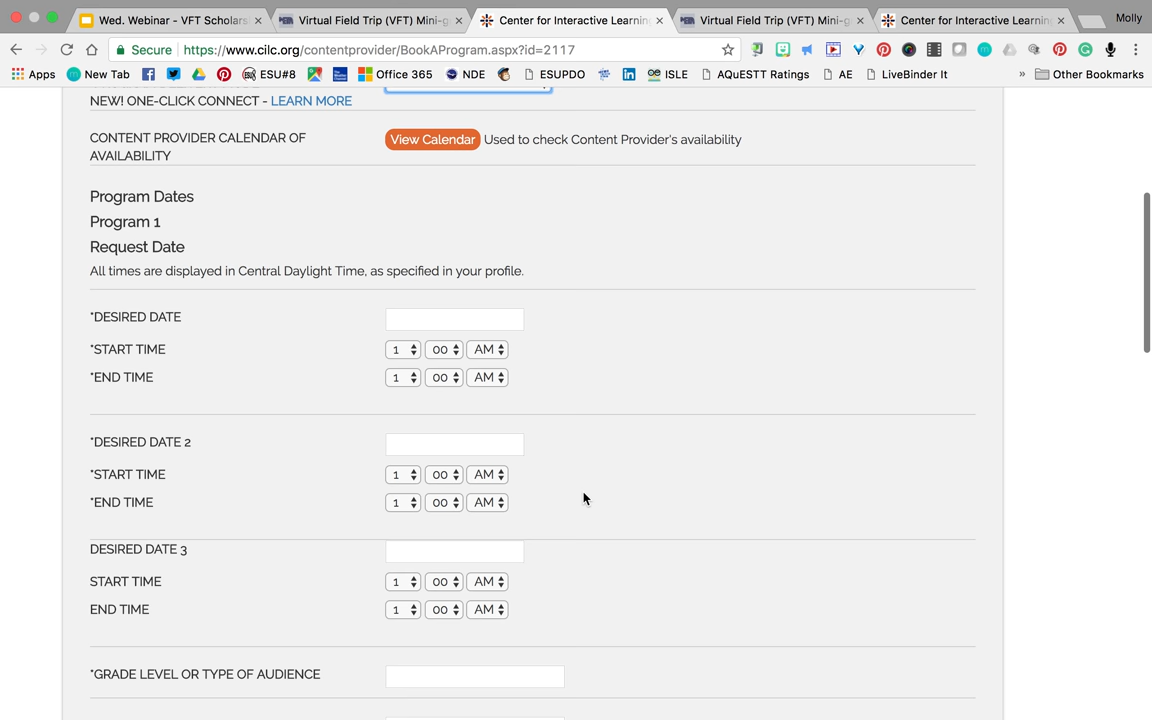 Wed. Webinar - VFT Scholars
Virtual Field Trip (VFT) Mini-g
Center for Interactive Learnin
Virtual Field Trip (VFT) Mini-g
Center for Interactive Learnin
Molly
Secure https://www.cilc.org/contentprovider/BookAProgram.aspx?id=2117
Apps New Tab ESU#8 Office 365 NDE ESUPDO ISLE AQuESTT Ratings AE LiveBinder It » Other Bookmarks
NEW! ONE-CLICK CONNECT - LEARN MORE
CONTENT PROVIDER CALENDAR OF AVAILABILITY
View Calendar Used to check Content Provider's availability
Program Dates
Program 1
Request Date
All times are displayed in Central Daylight Time, as specified in your profile.
*DESIRED DATE
*START TIME 1 00 AM
*END TIME 1 00 AM
*DESIRED DATE 2
*START TIME 1 00 AM
*END TIME 1 00 AM
DESIRED DATE 3
START TIME 1 00 AM
END TIME 1 00 AM
*GRADE LEVEL OR TYPE OF AUDIENCE